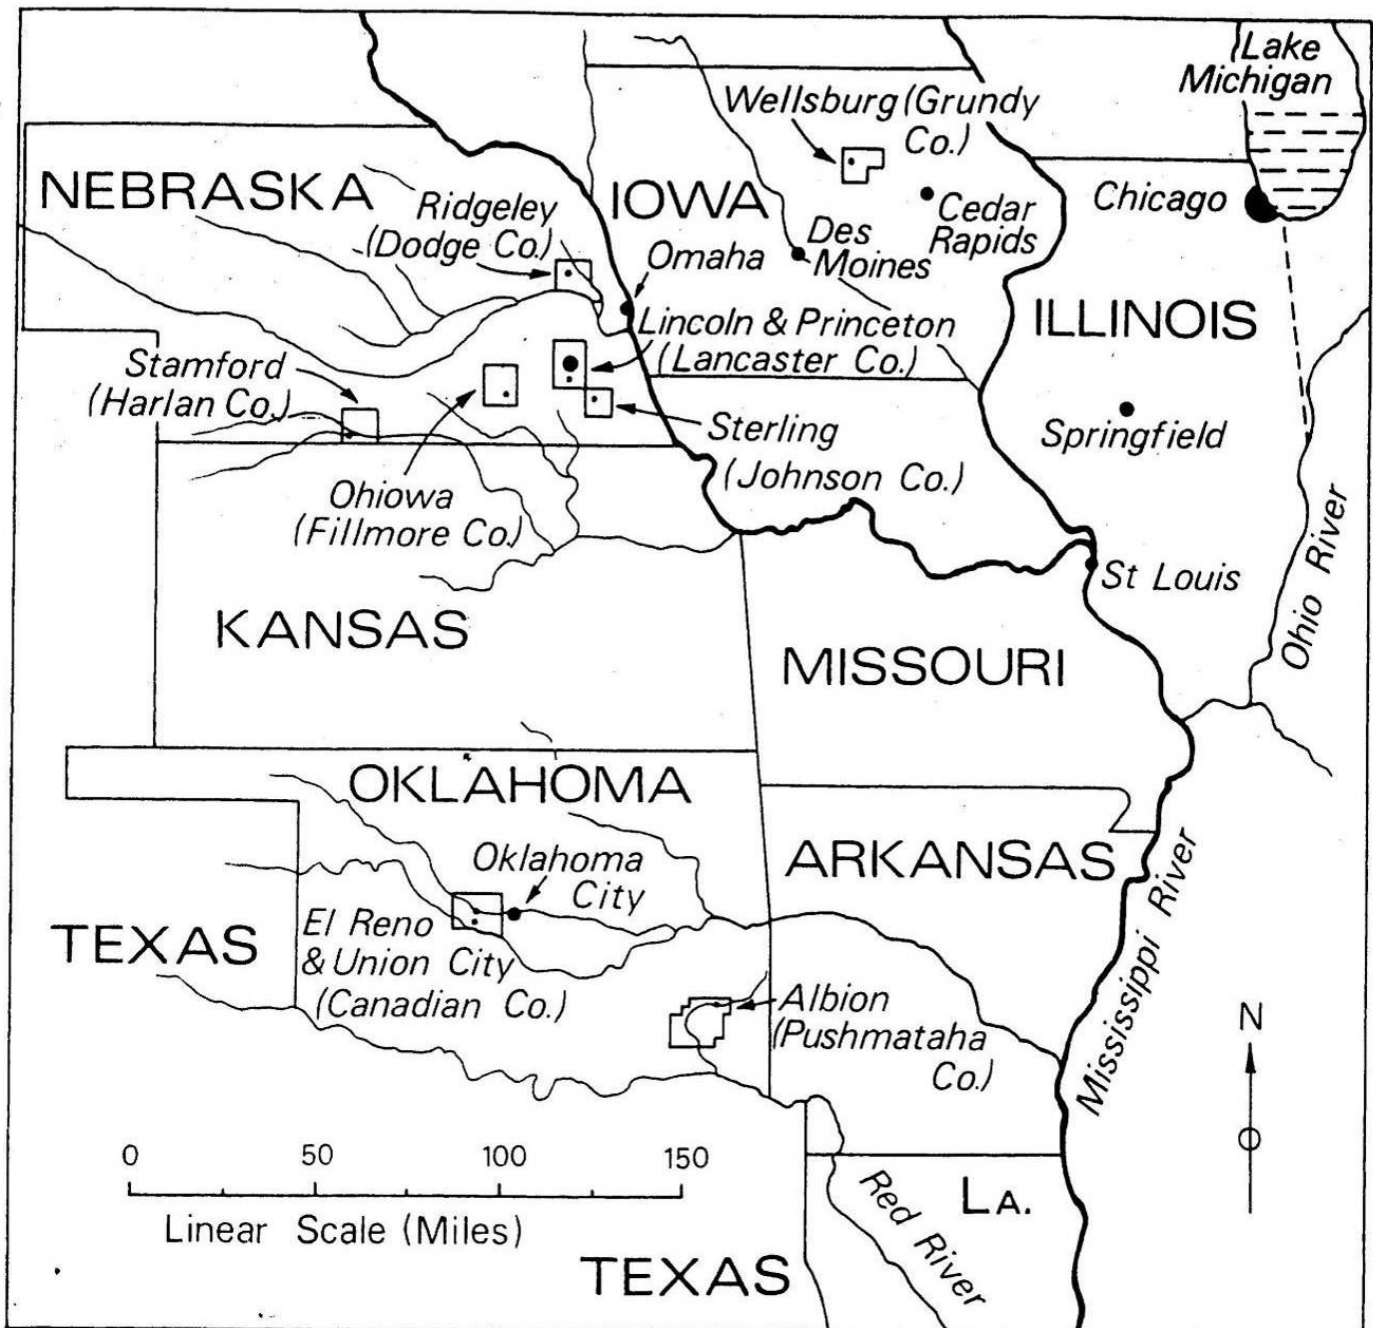 Lake
Michigan
Wellsburg (Grundy
Co.)
NEBRASKA
Ridgeley
(Dodge Co.)
IOWA
Chicago
Cedar
Rapids
Des
Moines
Omaha
ILLINOIS
Lincoln & Princeton
(Lancaster Co.)
Stamford
(Harlan Co.)
Springfield
Sterling
(Johnson Co.)
Ohiowa
(Fillmore Co.)
Ohio River
St Louis
KANSAS
MISSOURI
OKLAHOMA
Oklahoma
City
ARKANSAS
Mississippi River
TEXAS
El Reno
& Union City
(Canadian Co.)
Albion
(Pushmataha
Co.)
N
0 50 100 150
Linear Scale (Miles)
Red River
LA.
TEXAS